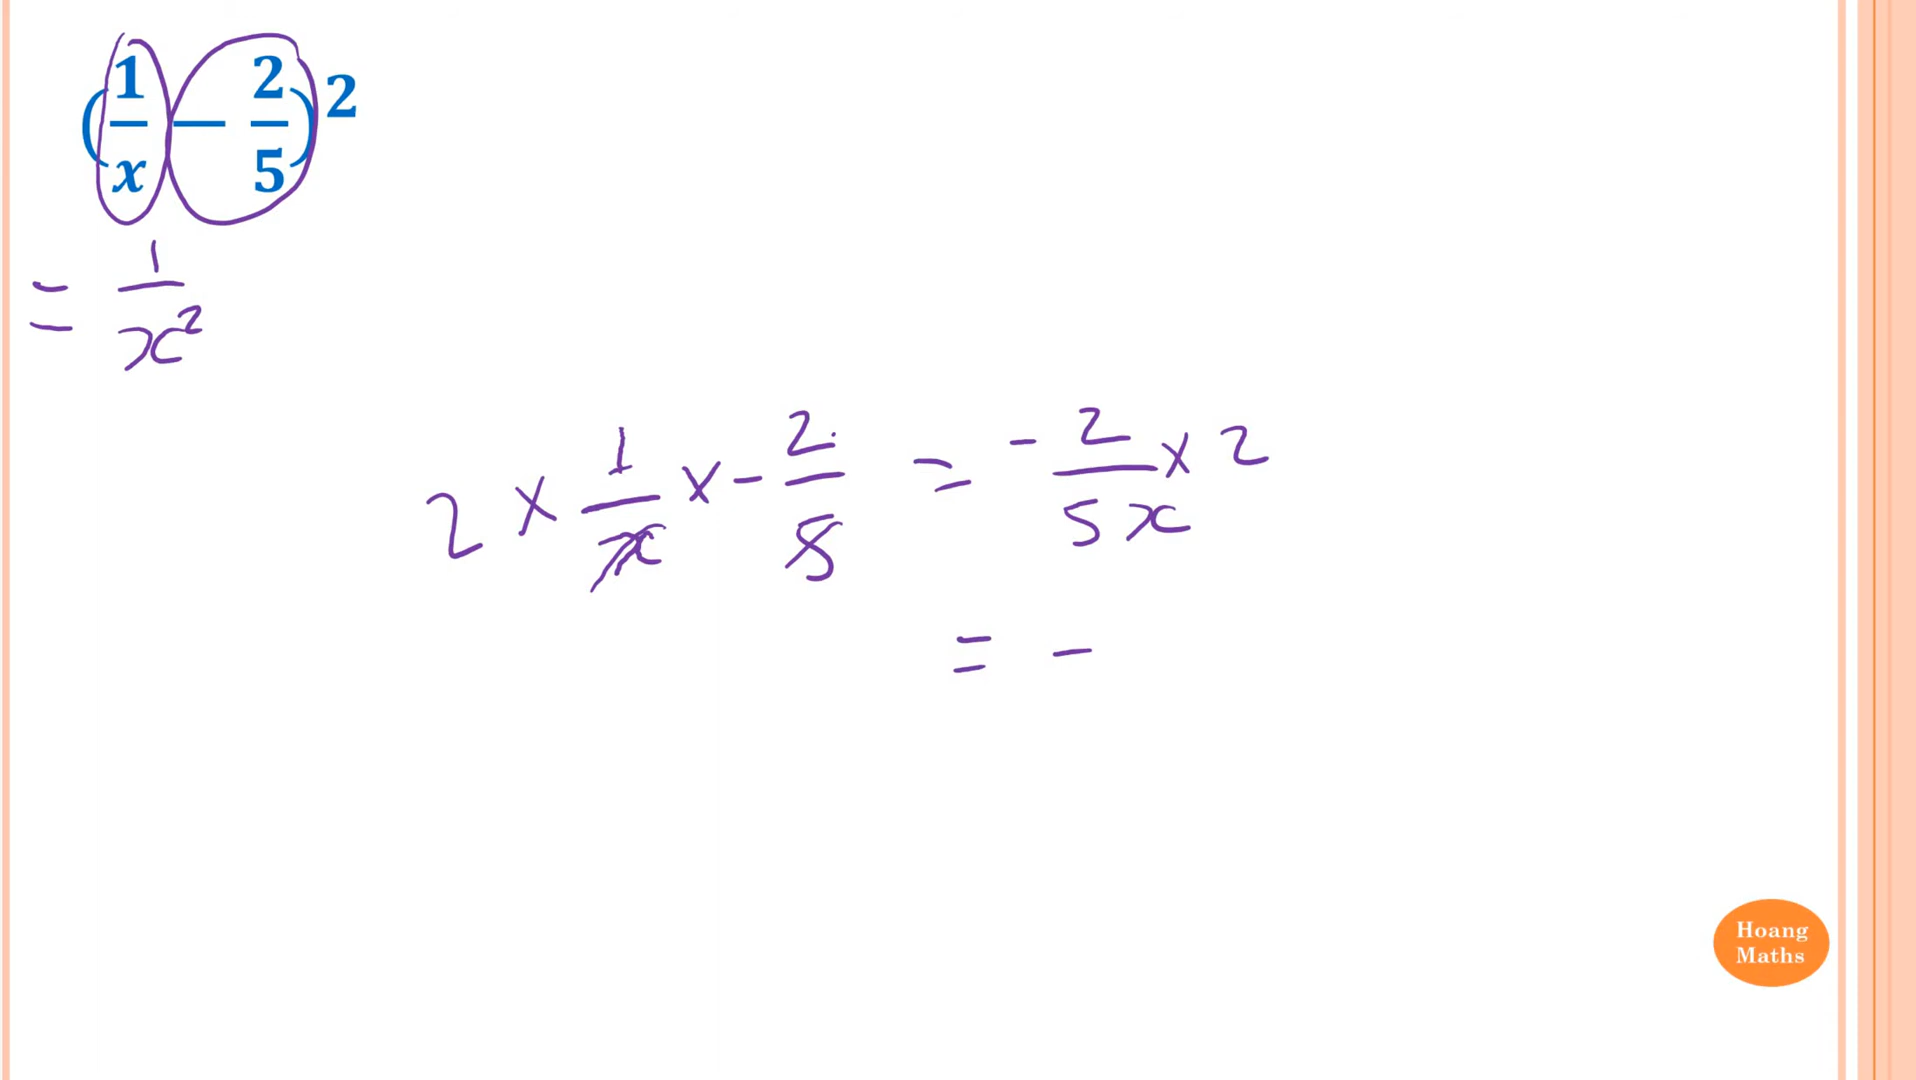 (1/x − 2/5)²
= 1/x²
2 × 1/x × − 2/5 = − 2/5x × 2
= −
Hoang
Maths